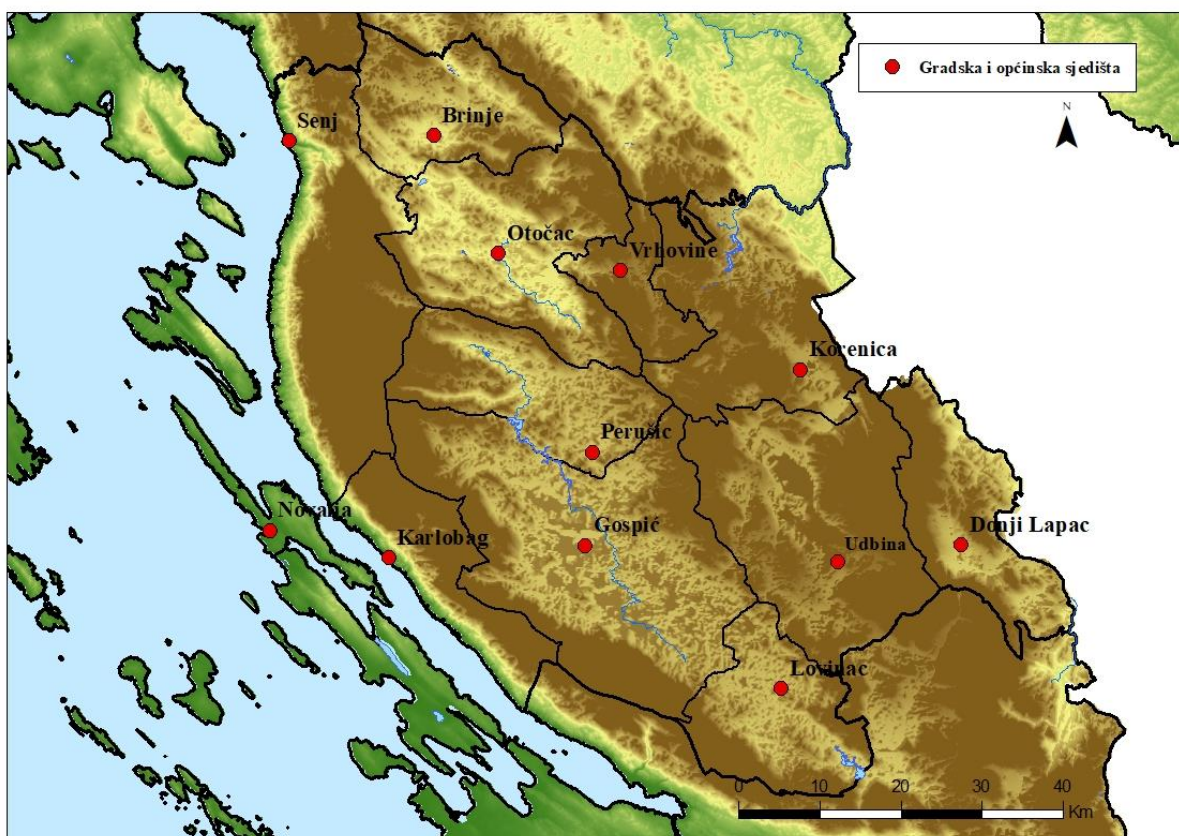 Gradska i općinska sjedišta
N
Senj
Brinje
Otočac
Vrhovine
Korenica
Perušić
Novalja
Karlobag
Gospić
Udbina
Donji Lapac
Lovinac
0 10 20 30 40
Km